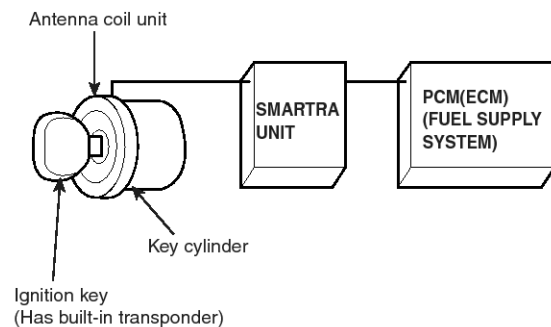 Antenna coil unit
SMARTRA
UNIT
PCM(ECM)
(FUEL SUPPLY
SYSTEM)
Key cylinder
Ignition key
(Has built-in transponder)